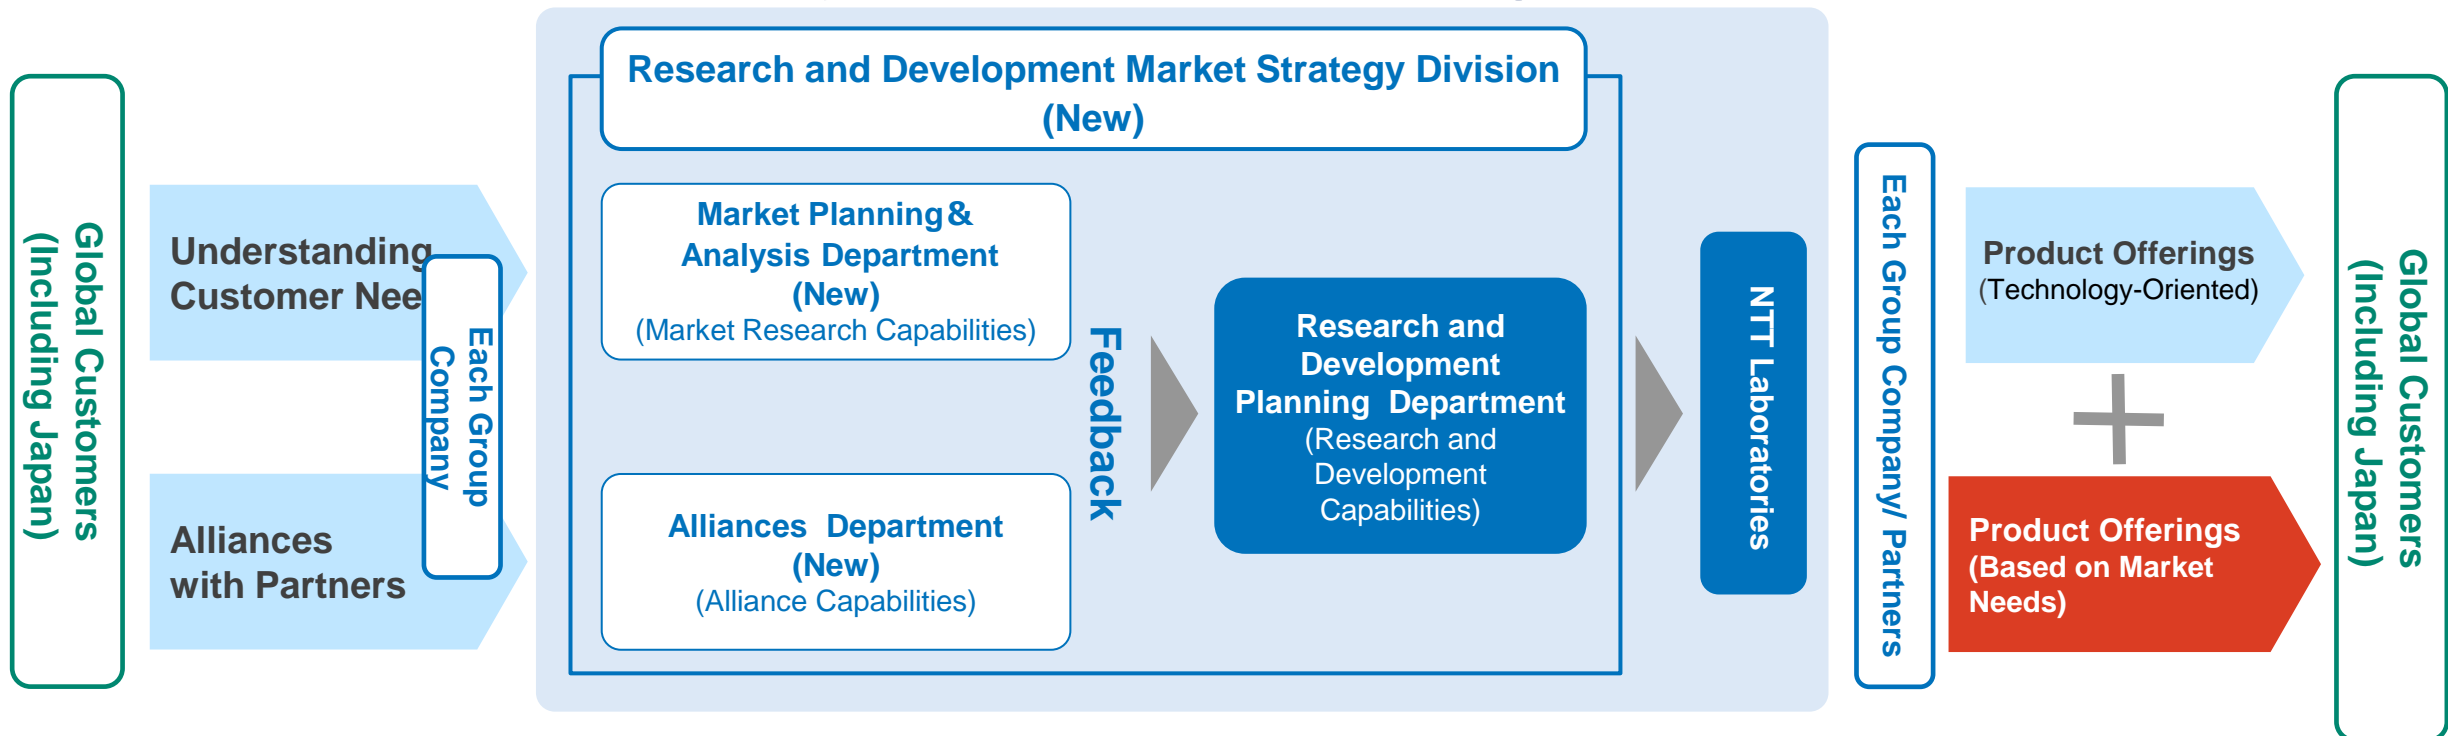 Global Customers
(Including Japan)
Understanding
Customer Nee
Alliances
with Partners
Each Group
Company
Research and Development Market Strategy Division
(New)
Market Planning&
Analysis Department
(New)
(Market Research Capabilities)
Alliances Department
(New)
(Alliance Capabilities)
Feedback
Research and
Development
Planning Department
(Research and
Development
Capabilities)
NTT Laboratories
Each Group Company/ Partners
Product Offerings
(Technology-Oriented)
Product Offerings
(Based on Market
Needs)
Global Customers
(Including Japan)